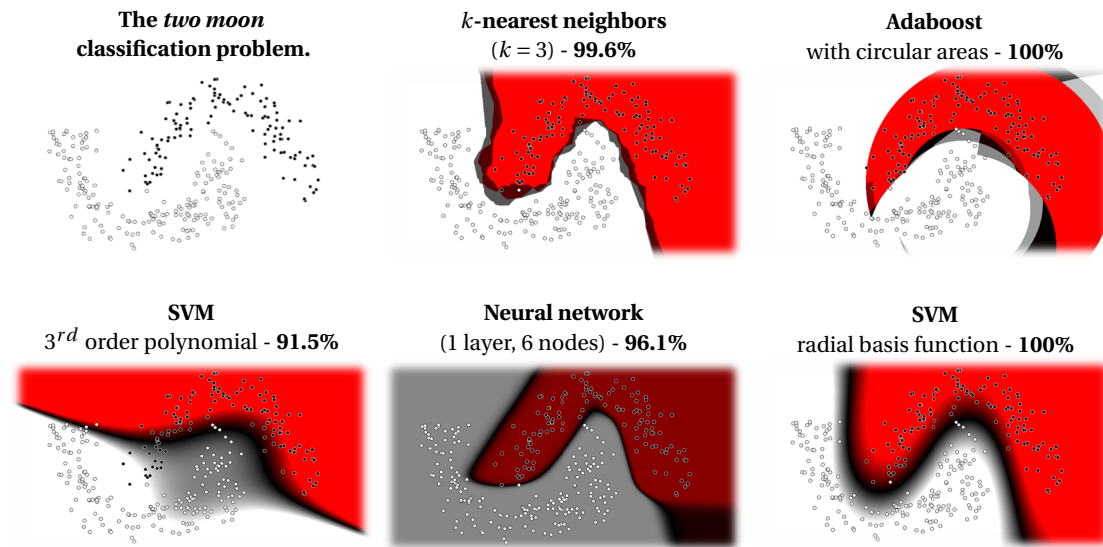 The two moon
classification problem.
k-nearest neighbors
(k = 3) - 99.6%
Adaboost
with circular areas - 100%
SVM
3rd order polynomial - 91.5%
Neural network
(1 layer, 6 nodes) - 96.1%
SVM
radial basis function - 100%